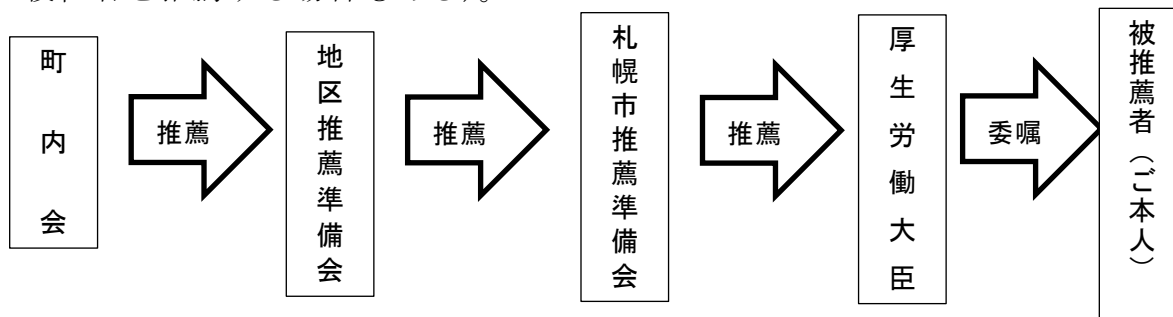 町内会
推薦
地区推薦準備会
推薦
札幌市推薦準備会
推薦
厚生労働大臣
委嘱
被推薦者（ご本人）